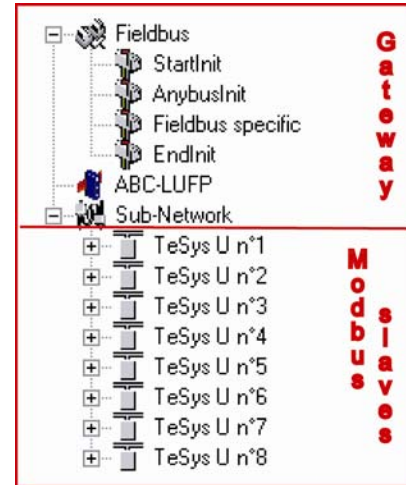 Fieldbus
StartInit
AnybusInit
Fieldbus specific
EndInit
ABC-LUFP
Sub-Network
Gateway
TeSys U n°1
TeSys U n°2
TeSys U n°3
TeSys U n°4
TeSys U n°5
TeSys U n°6
TeSys U n°7
TeSys U n°8
Modbus
slaves